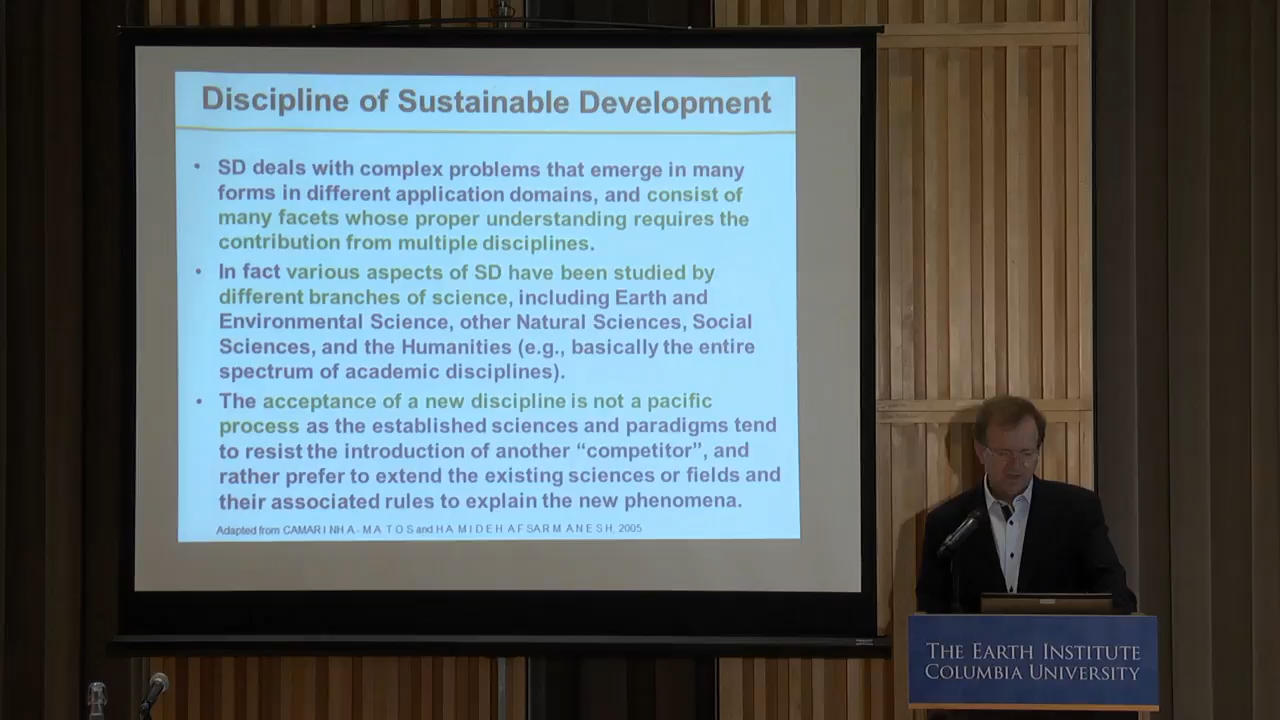 Discipline of Sustainable Development
• SD deals with complex problems that emerge in many
forms in different application domains, and consist of
many facets whose proper understanding requires the
contribution from multiple disciplines.
• In fact various aspects of SD have been studied by
different branches of science, including Earth and
Environmental Science, other Natural Sciences, Social
Sciences, and the Humanities (e.g., basically the entire
spectrum of academic disciplines).
• The acceptance of a new discipline is not a pacific
process as the established sciences and paradigms tend
to resist the introduction of another “competitor”, and
rather prefer to extend the existing sciences or fields and
their associated rules to explain the new phenomena.
Adapted from CAMARINHA-MATOS and HAMIDEH AFSARMANESH, 2005
THE EARTH INSTITUTE
COLUMBIA UNIVERSITY